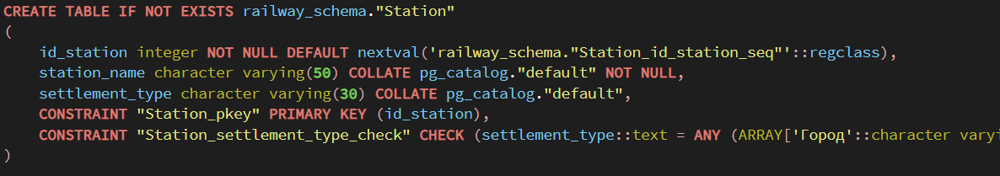 CREATE TABLE IF NOT EXISTS railway_schema."Station"
(
    id_station integer NOT NULL DEFAULT nextval('railway_schema."Station_id_station_seq"'::regclass),
    station_name character varying(50) COLLATE pg_catalog."default" NOT NULL,
    settlement_type character varying(30) COLLATE pg_catalog."default",
    CONSTRAINT "Station_pkey" PRIMARY KEY (id_station),
    CONSTRAINT "Station_settlement_type_check" CHECK (settlement_type::text = ANY (ARRAY['Город'::character varyi
)